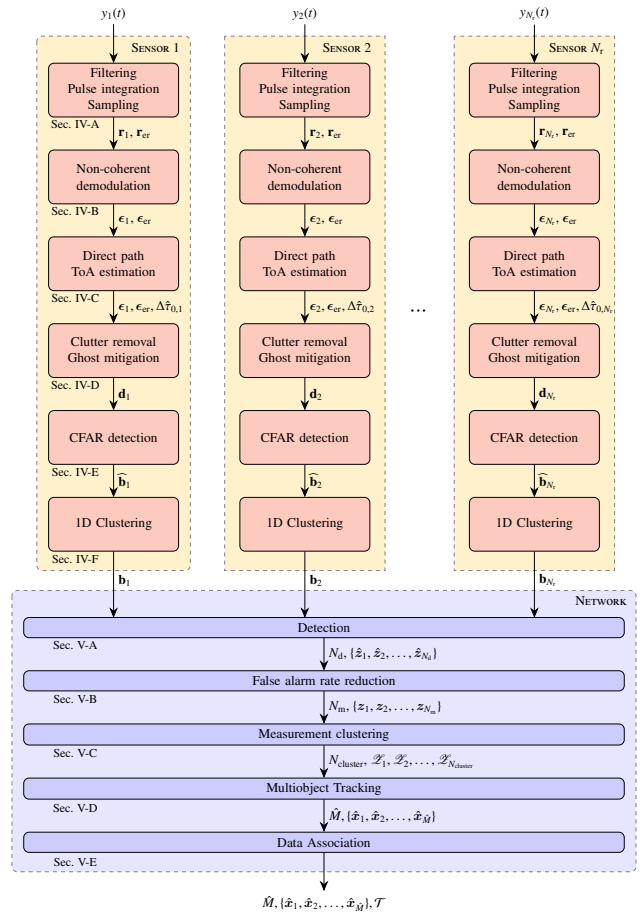 y₁(t) y₂(t) y_{N_r}(t)
SENSOR 1 SENSOR 2 SENSOR N_r
Filtering Filtering Filtering
Pulse integration Pulse integration Pulse integration
Sampling Sampling Sampling
Sec. IV-A
r₁, r_er r₂, r_er r_{N_r}, r_er
Non-coherent Non-coherent Non-coherent
demodulation demodulation demodulation
Sec. IV-B
ϵ₁, ϵ_er ϵ₂, ϵ_er ϵ_{N_r}, ϵ_er
Direct path Direct path Direct path
ToA estimation ToA estimation ToA estimation
Sec. IV-C
ϵ₁, ϵ_er, Δτ̂_{0,1} ϵ₂, ϵ_er, Δτ̂_{0,2} ... ϵ_{N_r}, ϵ_er, Δτ̂_{0,N_r}
Clutter removal Clutter removal Clutter removal
Ghost mitigation Ghost mitigation Ghost mitigation
Sec. IV-D
d₁ d₂ d_{N_r}
CFAR detection CFAR detection CFAR detection
Sec. IV-E
b̂₁ b̂₂ b̂_{N_r}
1D Clustering 1D Clustering 1D Clustering
Sec. IV-F
b₁ b₂ b_{N_r}
NETWORK
Detection
Sec. V-A
N_d, {ẑ₁, ẑ₂, . . . , ẑ_{N_d}}
False alarm rate reduction
Sec. V-B
N_m, {z₁, z₂, . . . , z_{N_m}}
Measurement clustering
Sec. V-C
N_cluster, 𝒵₁, 𝒵₂, . . . , 𝒵_{N_cluster}
Multiobject Tracking
Sec. V-D
M̂, {x̂₁, x̂₂, . . . , x̂_M̂}
Data Association
Sec. V-E
M̂, {x̂₁, x̂₂, . . . , x̂_M̂}, 𝒯